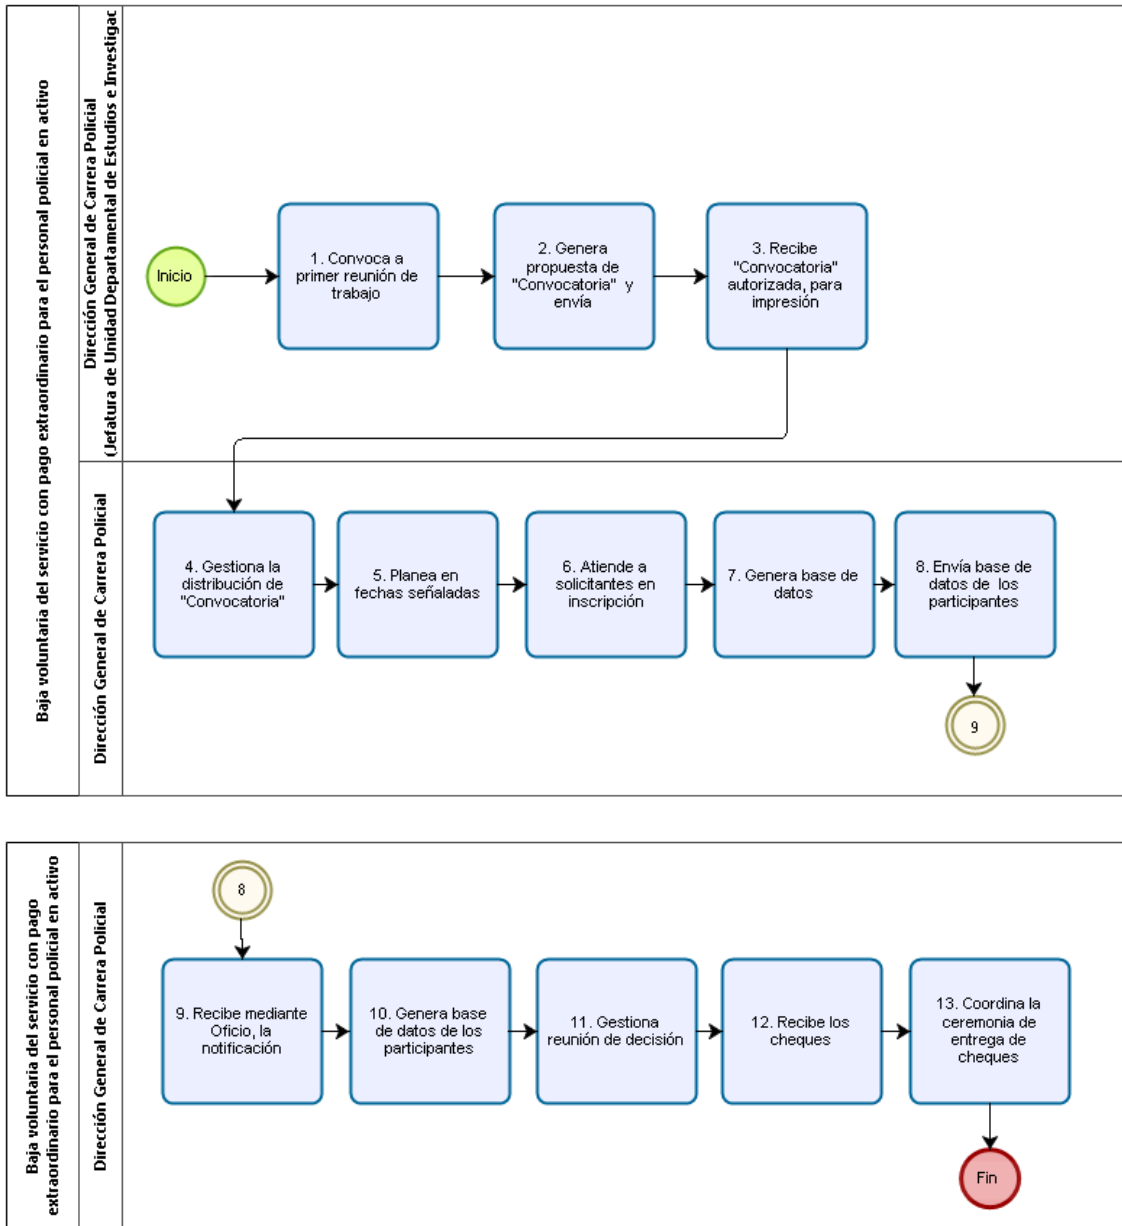 Baja voluntaria del servicio con pago extraordinario para el personal policial en activo
Dirección General de Carrera Policial
(Jefatura de Unidad Departamental de Estudios e Investigac
Inicio
1. Convoca a
primer reunión de
trabajo
2. Genera
propuesta de
"Convocatoria" y
envía
3. Recibe
"Convocatoria"
autorizada, para
impresión
Dirección General de Carrera Policial
4. Gestiona la
distribución de
"Convocatoria"
5. Planea en
fechas señaladas
6. Atiende a
solicitantes en
inscripción
7. Genera base de
datos
8. Envía base de
datos de los
participantes
9
Baja voluntaria del servicio con pago
extraordinario para el personal policial en activo
Dirección General de Carrera Policial
8
9. Recibe mediante
Oficio, la
notificación
10. Genera base
de datos de los
participantes
11. Gestiona
reunión de decisión
12. Recibe los
cheques
13. Coordina la
ceremonia de
entrega de
cheques
Fin